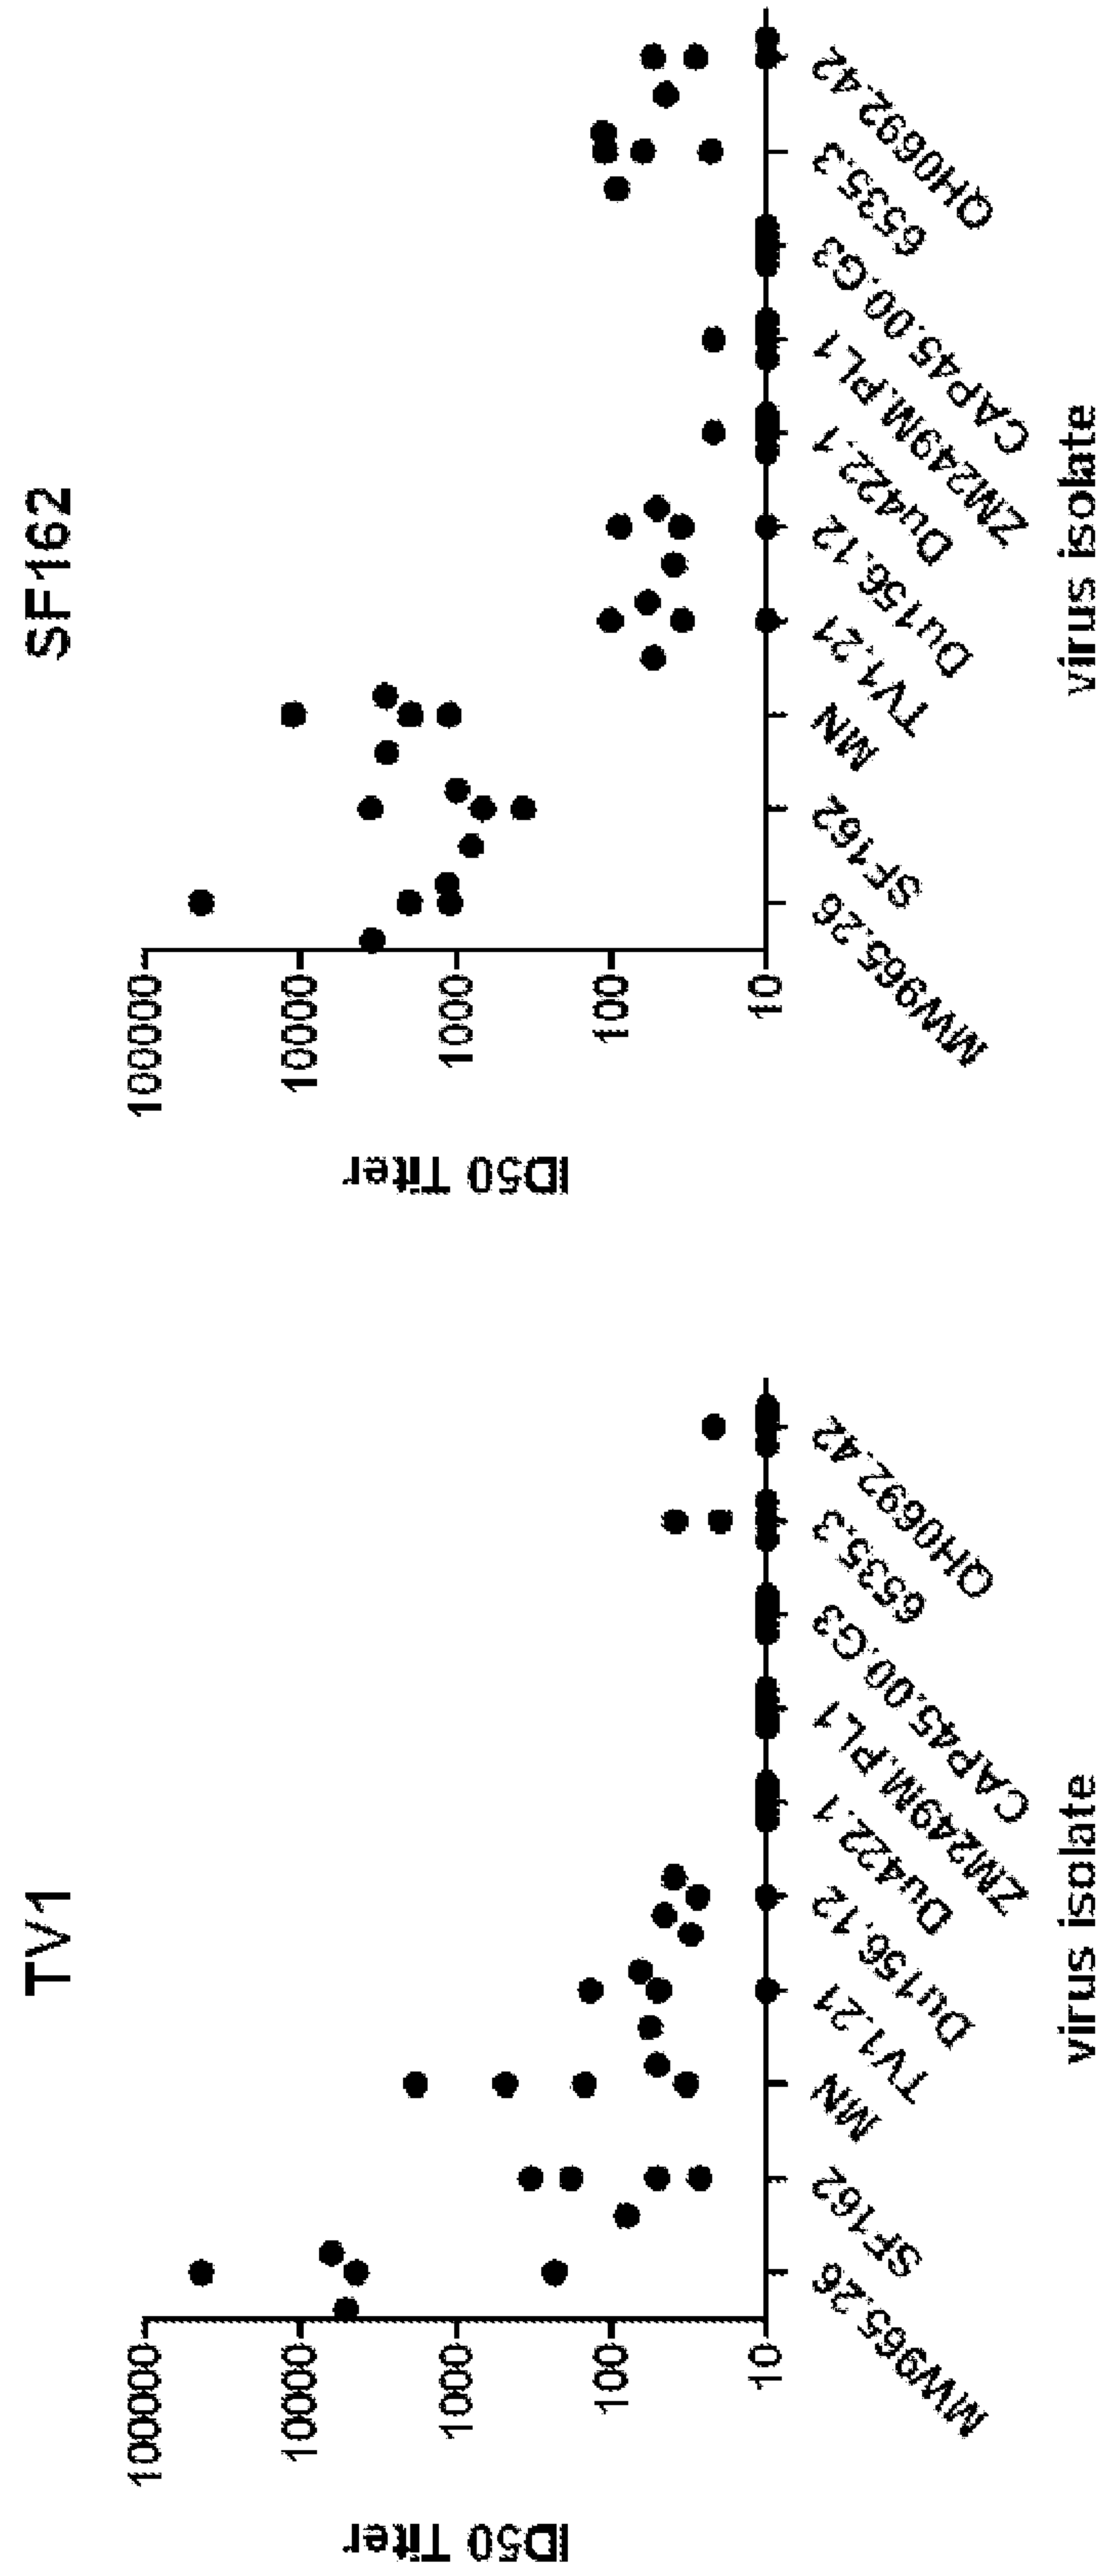 TV1
ID50 Titer
100000
10000
1000
100
10
MW965.26
SF162
MN
TV1.21
Du156.12
Du422.1
ZM249M.PL1
CAP45.00.G3
6535.3
QH0692.42
virus isolate
SF162
ID50 Titer
100000
10000
1000
100
10
MW965.26
SF162
MN
TV1.21
Du156.12
Du422.1
ZM249M.PL1
CAP45.00.G3
6535.3
QH0692.42
virus isolate